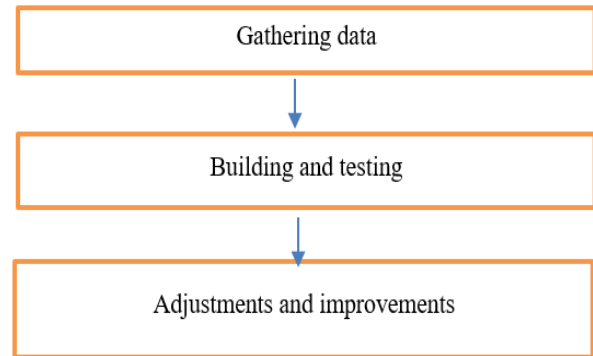 Gathering data
Building and testing
Adjustments and improvements